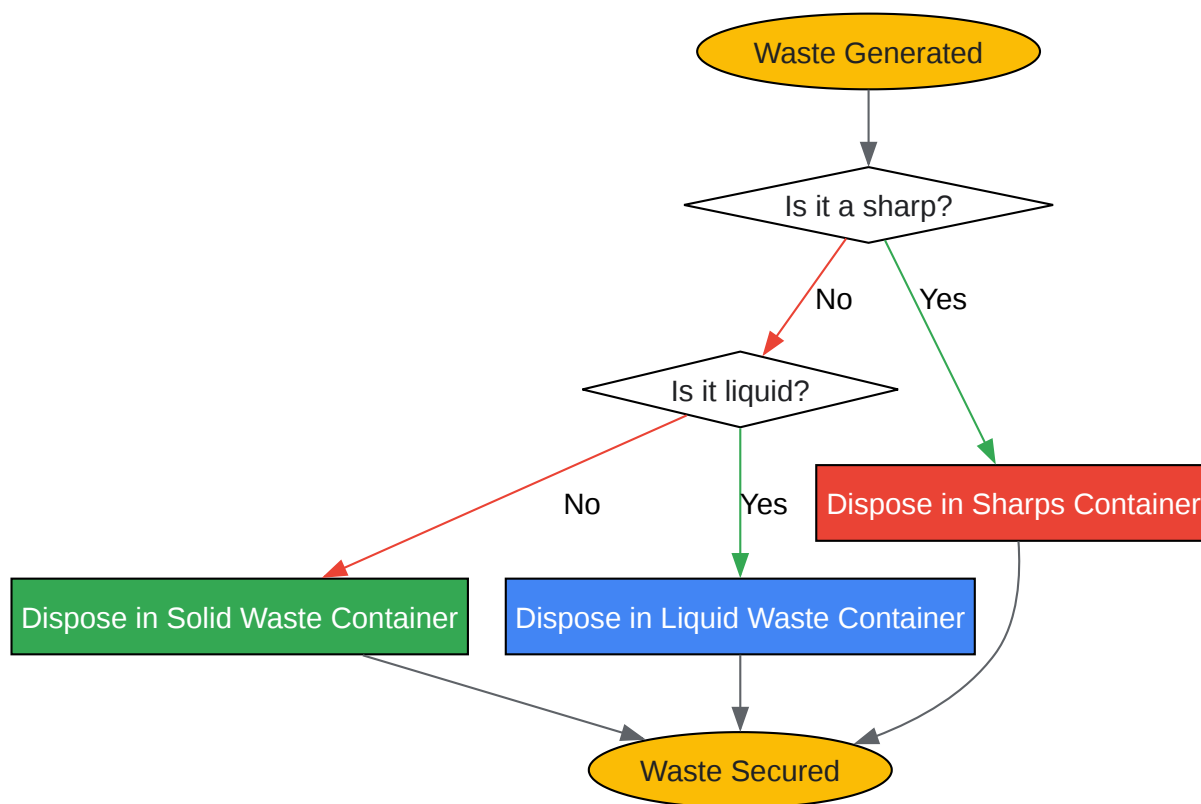 Waste Generated
Is it a sharp?
No
Yes
Is it liquid?
No
Yes
Dispose in Sharps Container
Dispose in Solid Waste Container
Dispose in Liquid Waste Container
Waste Secured